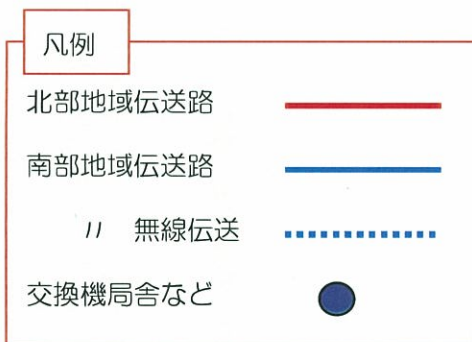 凡例
北部地域伝送路
南部地域伝送路
〃 無線伝送
交換機局舎など